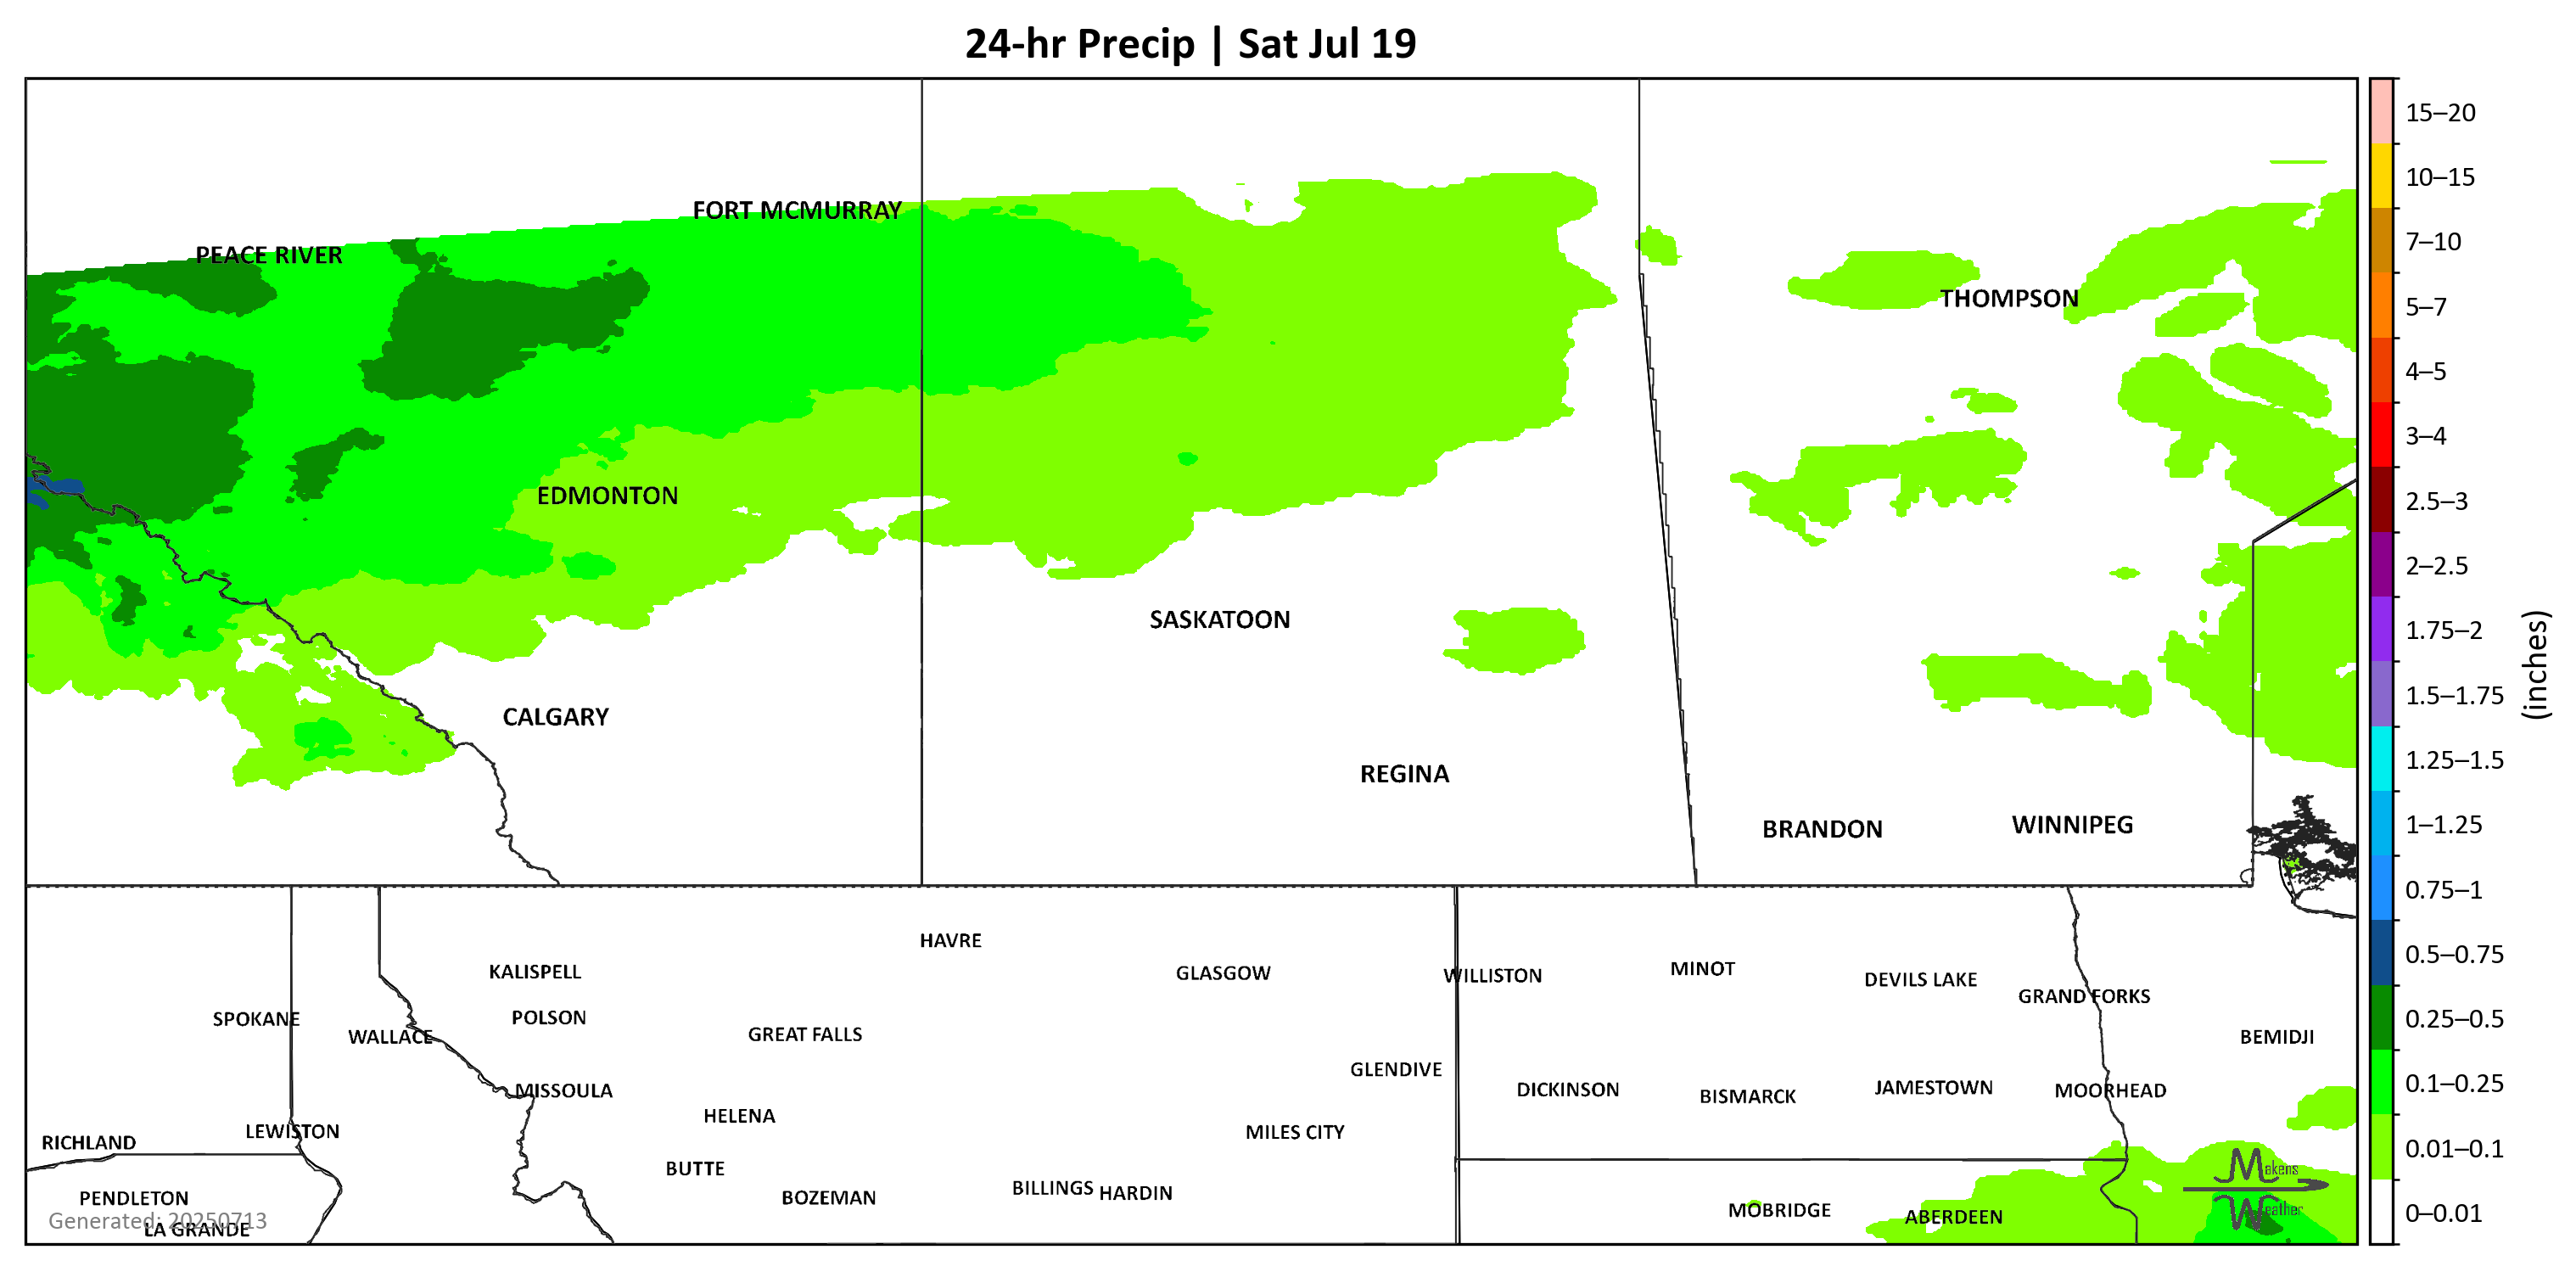 24-hr Precip | Sat Jul 19
15–20
10–15
7–10
5–7
4–5
3–4
2.5–3
2–2.5
1.75–2
1.5–1.75
1.25–1.5
1–1.25
0.75–1
0.5–0.75
0.25–0.5
0.1–0.25
0.01–0.1
0–0.01
(inches)
FORT MCMURRAY
PEACE RIVER
THOMPSON
EDMONTON
SASKATOON
CALGARY
REGINA
BRANDON
WINNIPEG
HAVRE
KALISPELL
GLASGOW
WILLISTON
MINOT
DEVILS LAKE
GRAND FORKS
SPOKANE
WALLACE
POLSON
GREAT FALLS
BEMIDJI
GLENDIVE
MISSOULA
DICKINSON
BISMARCK
JAMESTOWN
MOORHEAD
HELENA
LEWISTON
RICHLAND
MILES CITY
BUTTE
BOZEMAN
BILLINGS
HARDIN
PENDLETON
MOBRIDGE
ABERDEEN
Generated: 20250713
LA GRANDE
Makens
Weather